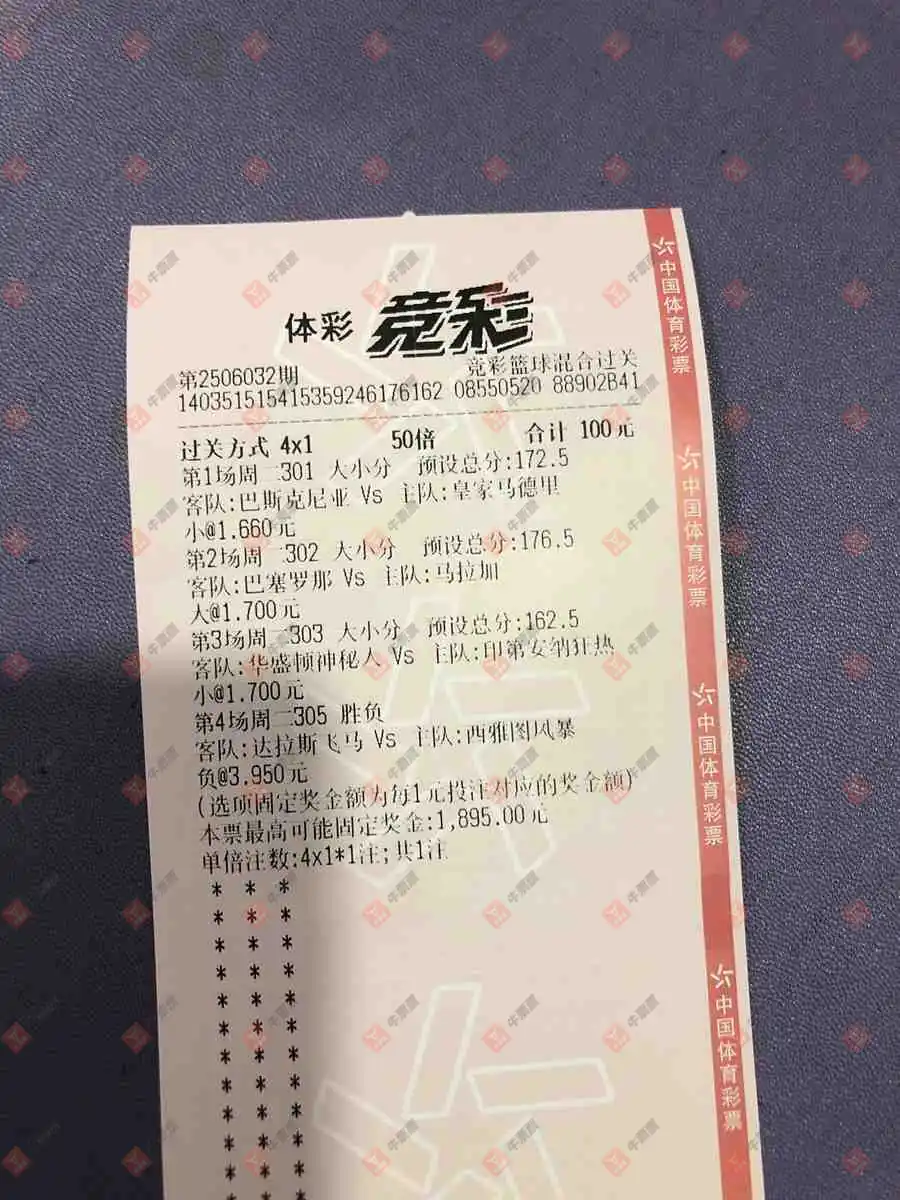 体彩 竞彩
第2506032期 竞彩篮球混合过关
140351515415359246176162 08550520 88902B41
过关方式 4x1 50倍 合计 100元
第1场周二301 大小分 预设总分:172.5
客队:巴斯克尼亚 Vs 主队:皇家马德里
小@1.660元
第2场周二302 大小分 预设总分:176.5
客队:巴塞罗那 Vs 主队:马拉加
大@1.700元
第3场周二303 大小分 预设总分:162.5
客队:华盛顿神秘人 Vs 主队:印第安纳狂热
小@1.700元
第4场周二305 胜负
客队:达拉斯飞马 Vs 主队:西雅图风暴
负@3.950元
(选项固定奖金额为每1元投注对应的奖金额)
本票最高可能固定奖金:1,895.00元
单倍注数:4x1*1注;共1注
* * *
* * *
* * *
* * *
* * *
* * *
* * *
* * *
* * *
* * *
* * *
* * *
中国体育彩票
中国体育彩票
中国体育彩票
中国体育彩票